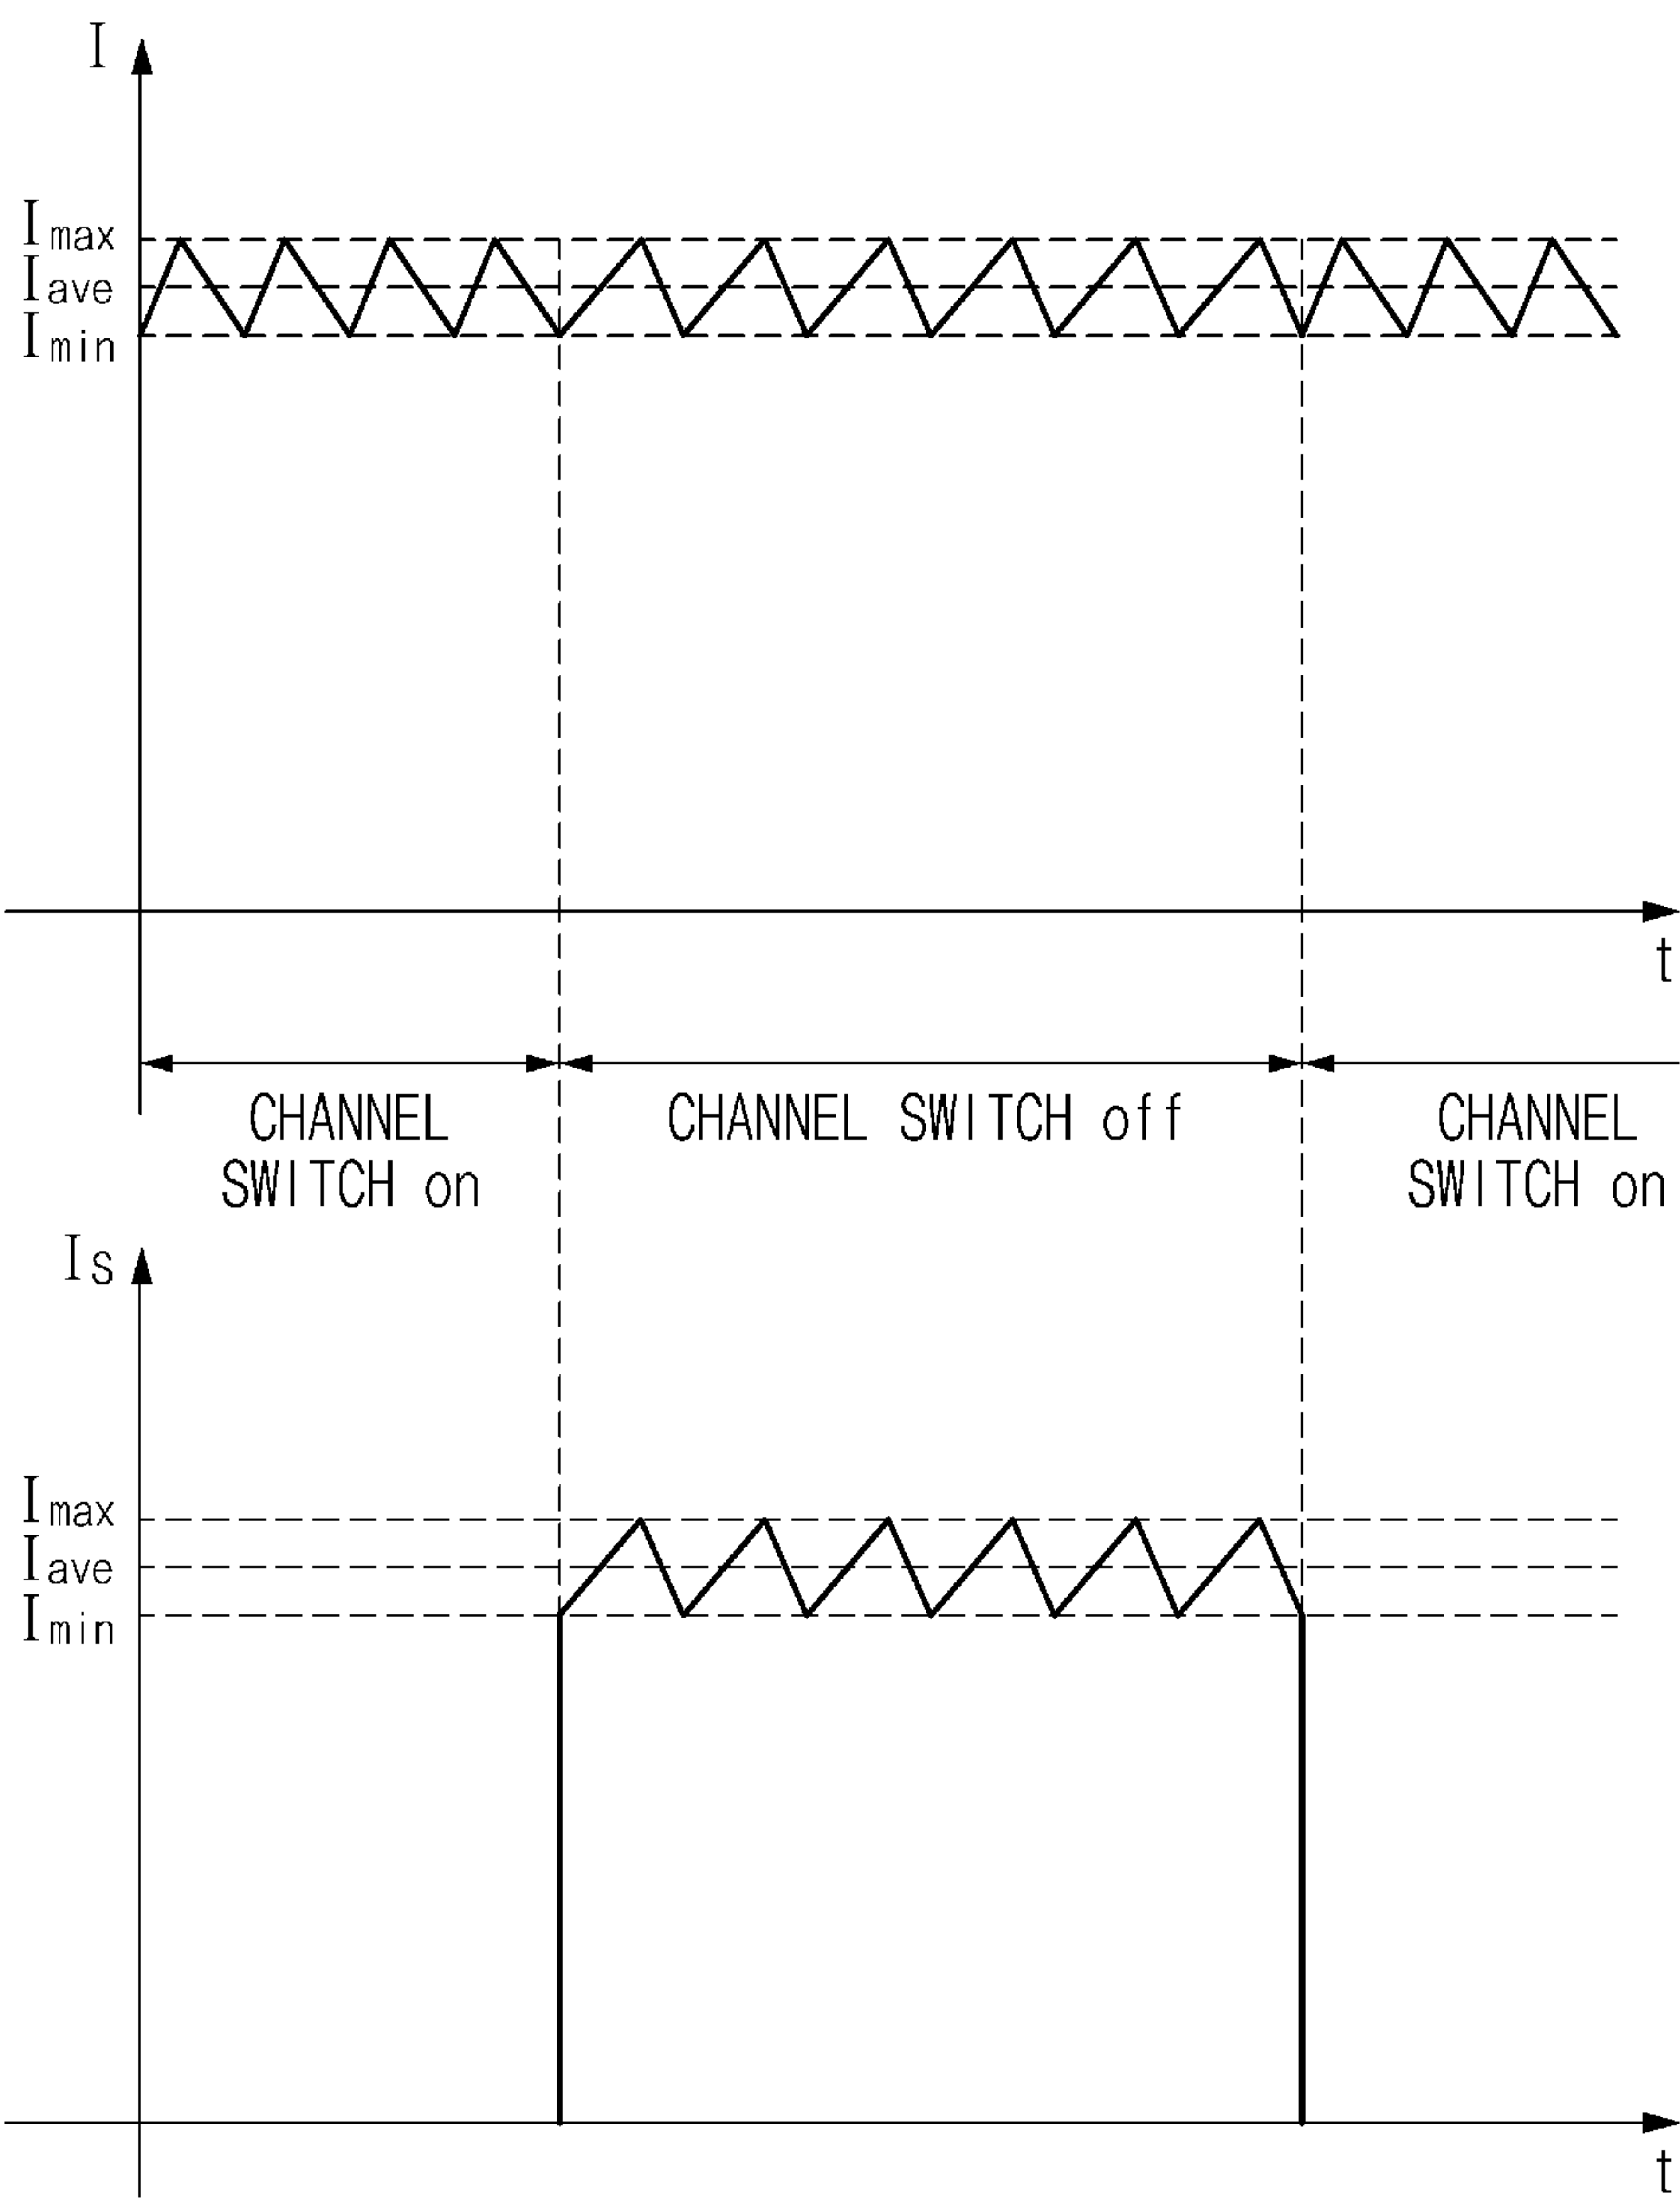 I
Imax
Iave
Imin
t
CHANNEL SWITCH on
CHANNEL SWITCH off
CHANNEL SWITCH on
Is
Imax
Iave
Imin
t